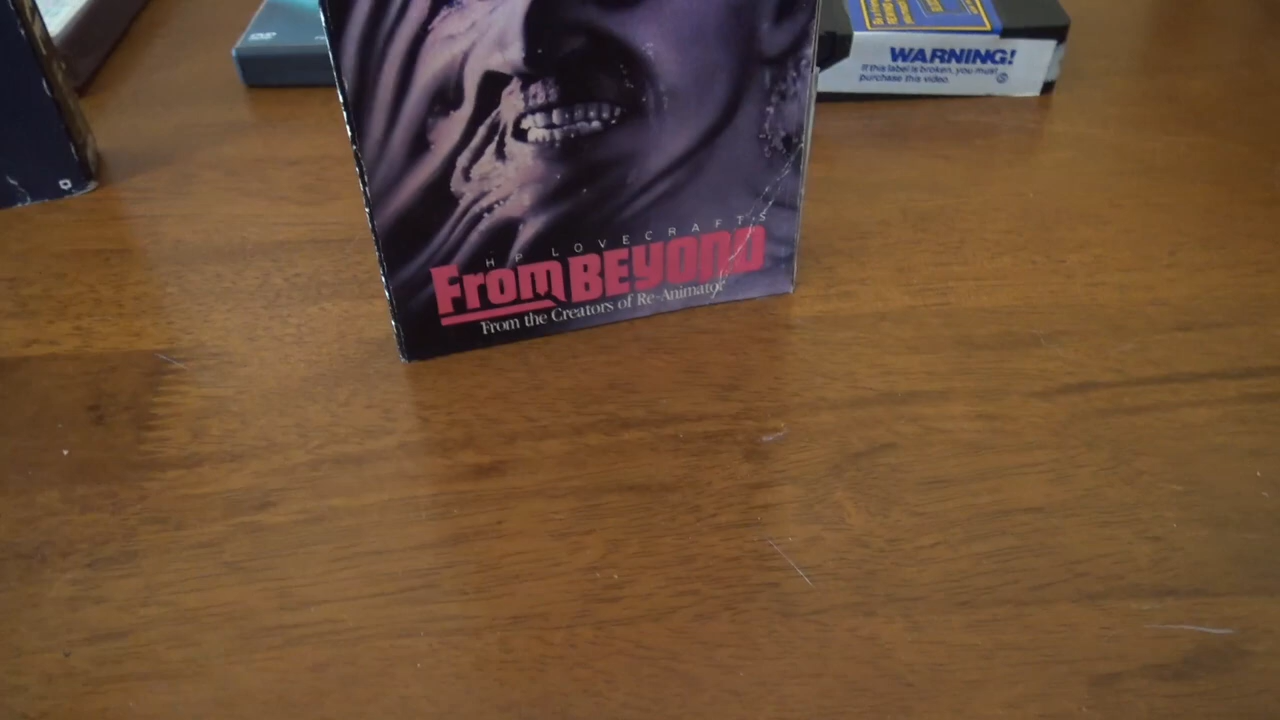 DVD
WARNING!
If this label is broken, you must
purchase this video.
H P LOVECRAFT'S
From BEYOND
From the Creators of Re-Animator